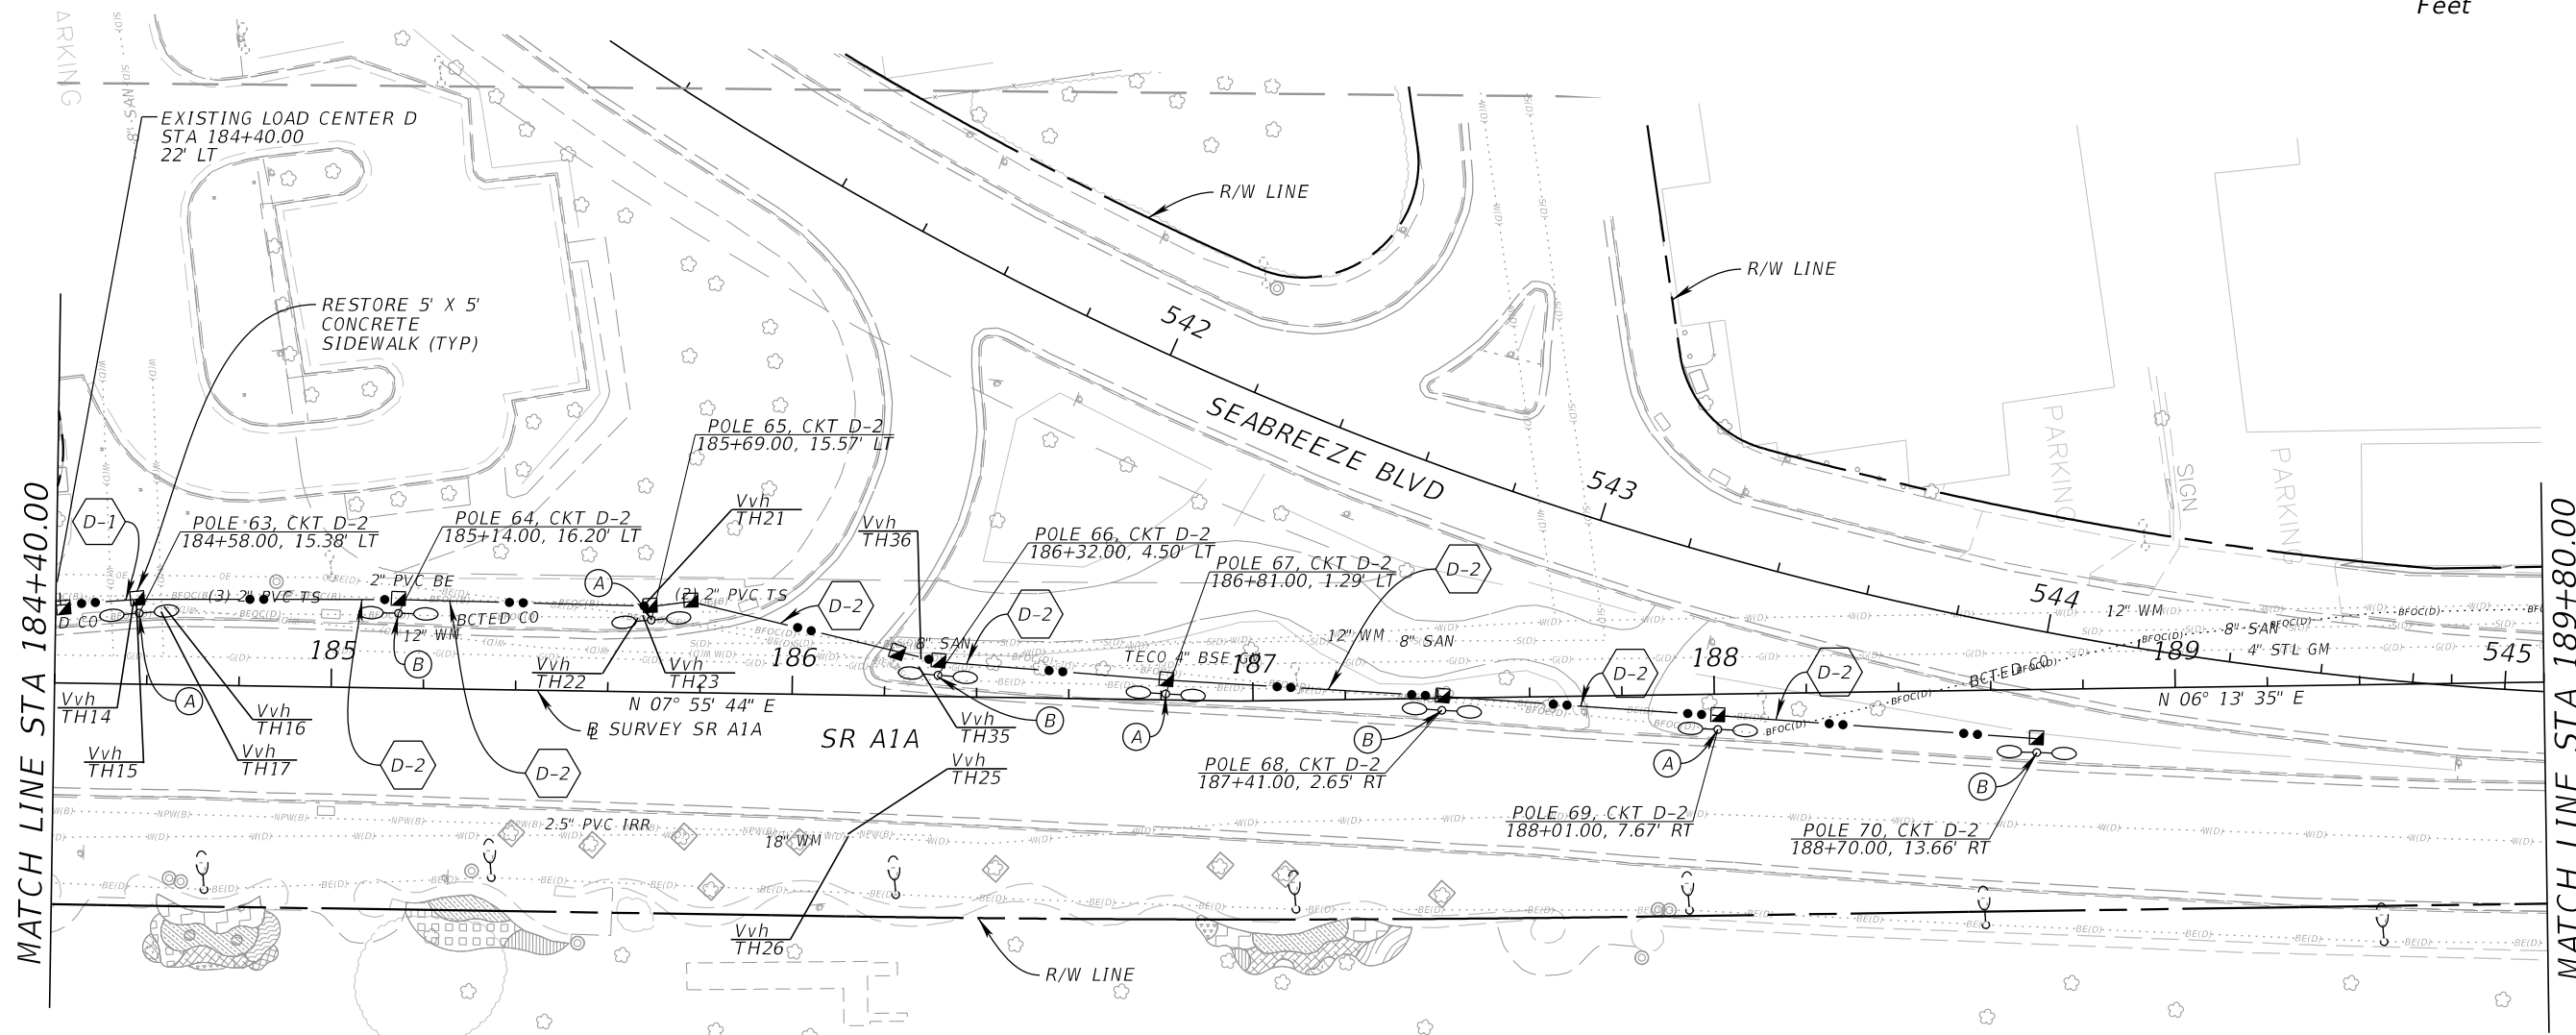 Feet
ARKING
8" SAN
EXISTING LOAD CENTER D
STA 184+40.00
22' LT
RESTORE 5' X 5'
CONCRETE
SIDEWALK (TYP)
R/W LINE
R/W LINE
542
SEABREEZE BLVD
543
544
545
PARKING
SIGN
PARKING
MATCH LINE STA 184+40.00
MATCH LINE STA 189+80.00
D-1
POLE 63, CKT D-2
184+58.00, 15.38' LT
POLE 64, CKT D-2
185+14.00, 16.20' LT
POLE 65, CKT D-2
185+69.00, 15.57' LT
Vvh
TH21
Vvh
TH36
POLE 66, CKT D-2
186+32.00, 4.50' LT
POLE 67, CKT D-2
186+81.00, 1.29' LT
D-2
D-2
D-2
A
2" PVC BE
(3) 2" PVC TS
(2) 2" PVC TS
BCTED CO
D CO
12" WM
B
185
186
187
188
189
8" SAN
TECO 4" BSE GM
12" WM
8" SAN
D-2
D-2
12" WM
8" SAN
4" STL GM
BCTED CO
Vvh
TH14
A
Vvh
TH15
Vvh
TH16
Vvh
TH17
Vvh
TH22
Vvh
TH23
N 07° 55' 44" E
N 06° 13' 35" E
BL SURVEY SR A1A
SR A1A
D-2
D-2
Vvh
TH35
B
A
B
A
B
Vvh
TH25
POLE 68, CKT D-2
187+41.00, 2.65' RT
POLE 69, CKT D-2
188+01.00, 7.67' RT
POLE 70, CKT D-2
188+70.00, 13.66' RT
2.5" PVC IRR
18" WM
Vvh
TH26
R/W LINE